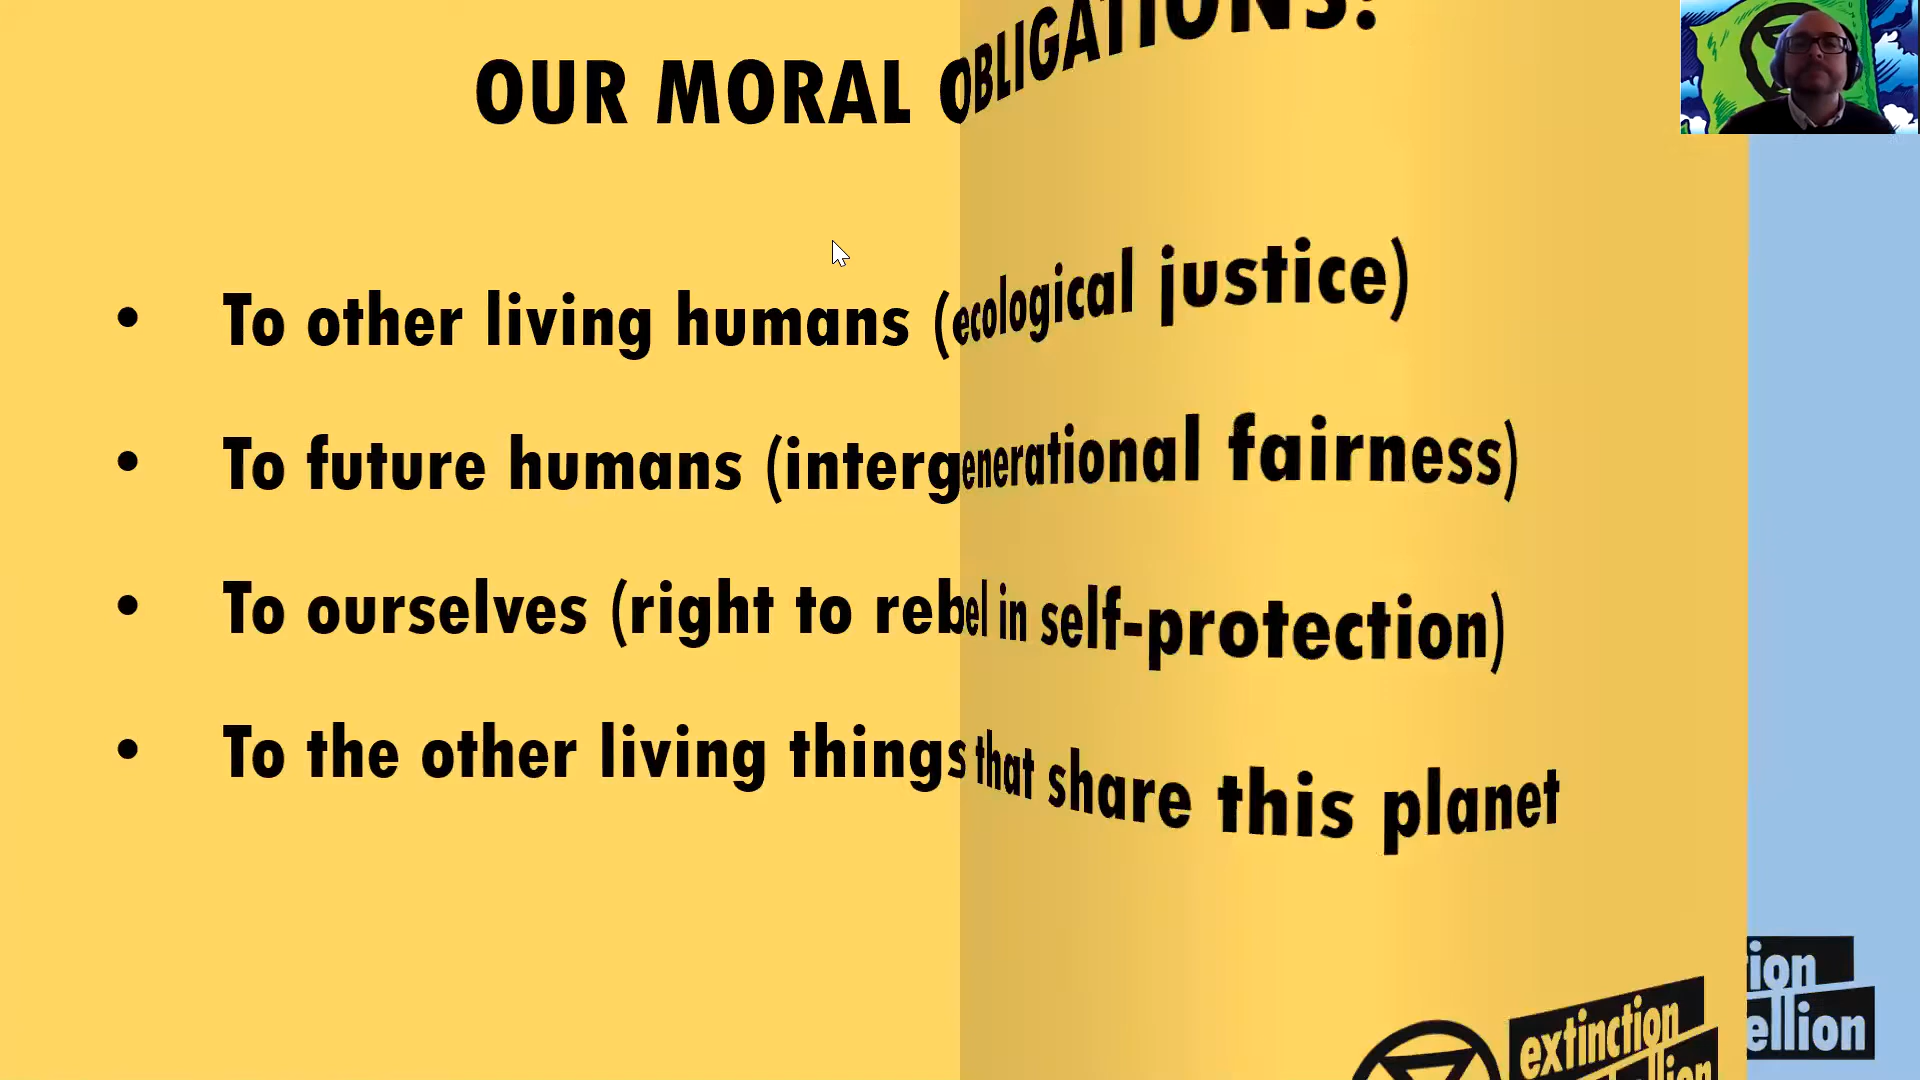 OUR MORAL OBLIGATIONS:
• To other living humans (ecological justice)
• To future humans (intergenerational fairness)
• To ourselves (right to rebel in self-protection)
• To the other living things that share this planet
extinction
ion
ellion